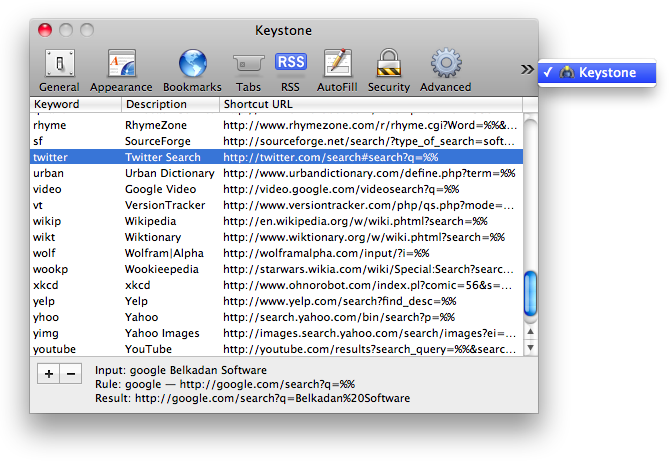 Keystone
General Appearance Bookmarks Tabs RSS RSS AutoFill Security Advanced » ✓ Keystone
Keyword Description Shortcut URL
rhyme RhymeZone http://www.rhymezone.com/r/rhyme.cgi?Word=%%&...
sf SourceForge http://sourceforge.net/search/?type_of_search=soft...
twitter Twitter Search http://twitter.com/search#search?q=%%
urban Urban Dictionary http://www.urbandictionary.com/define.php?term=%%
video Google Video http://video.google.com/videosearch?q=%%
vt VersionTracker http://www.versiontracker.com/php/qs.php?mode=...
wikip Wikipedia http://en.wikipedia.org/w/wiki.phtml?search=%%
wikt Wiktionary http://www.wiktionary.org/w/wiki.phtml?search=%%
wolf Wolfram|Alpha http://wolframalpha.com/input/?i=%%
wookp Wookieepedia http://starwars.wikia.com/wiki/Special:Search?searc...
xkcd xkcd http://www.ohnorobot.com/index.pl?comic=56&s=...
yelp Yelp http://www.yelp.com/search?find_desc=%%
yhoo Yahoo http://search.yahoo.com/bin/search?p=%%
yimg Yahoo Images http://images.search.yahoo.com/search/images?ei=...
youtube YouTube http://youtube.com/results?search_query=%%&searc...
+ −
Input: google Belkadan Software
Rule: google — http://google.com/search?q=%%
Result: http://google.com/search?q=Belkadan%20Software